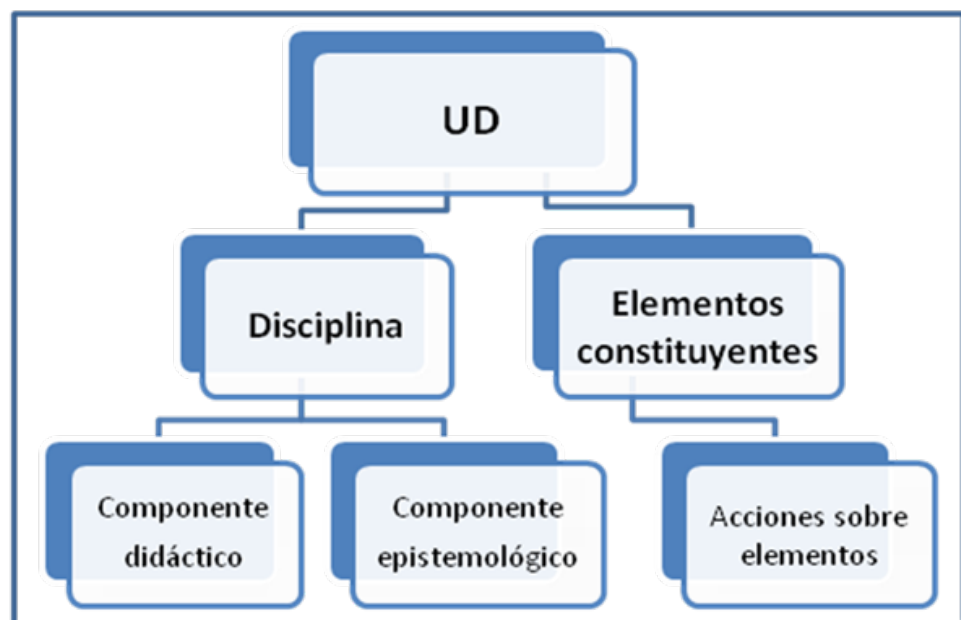 UD
Disciplina
Elementos
constituyentes
Componente
didáctico
Componente
epistemológico
Acciones sobre
elementos